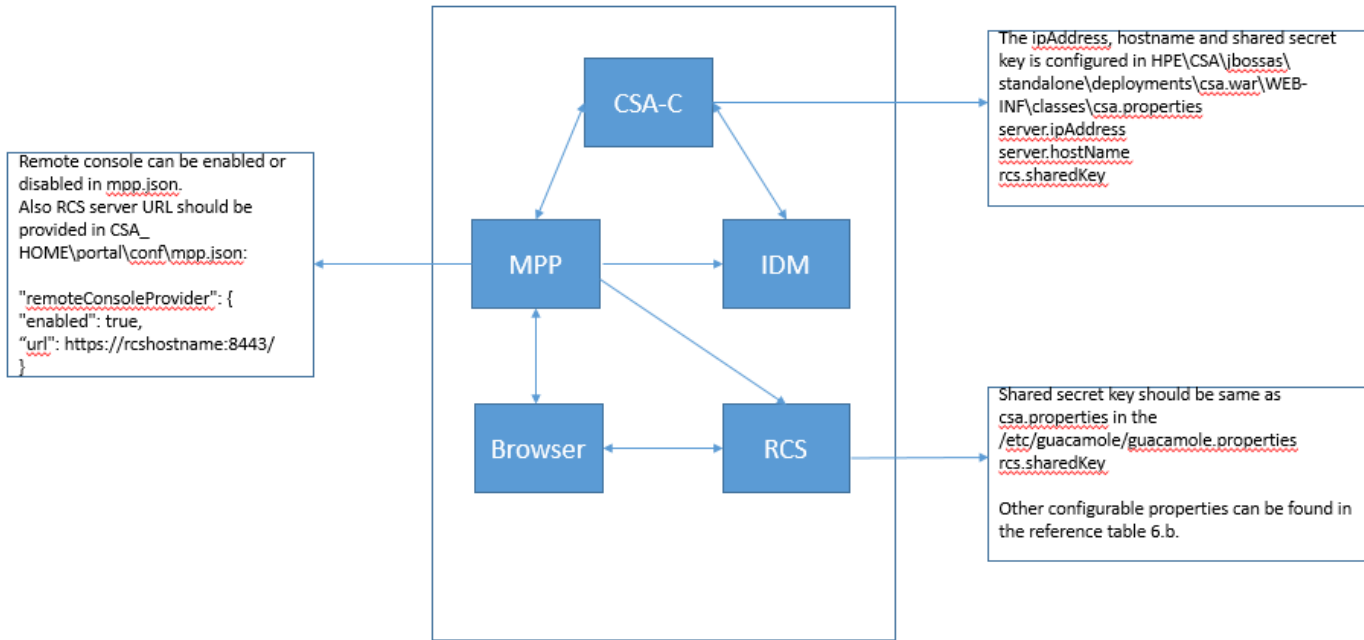 CSA-C
MPP
IDM
Browser
RCS
Remote console can be enabled or
disabled in mpp.json.
Also RCS server URL should be
provided in CSA_
HOME\portal\conf\mpp.json:
"remoteConsoleProvider": {
"enabled": true,
“url": https://rcshostname:8443/
}
The ipAddress, hostname and shared secret
key is configured in HPE\CSA\jbossas\
standalone\deployments\csa.war\WEB-
INF\classes\csa.properties
server.ipAddress
server.hostName
rcs.sharedKey
Shared secret key should be same as
csa.properties in the
/etc/guacamole/guacamole.properties
rcs.sharedKey
Other configurable properties can be found in
the reference table 6.b.